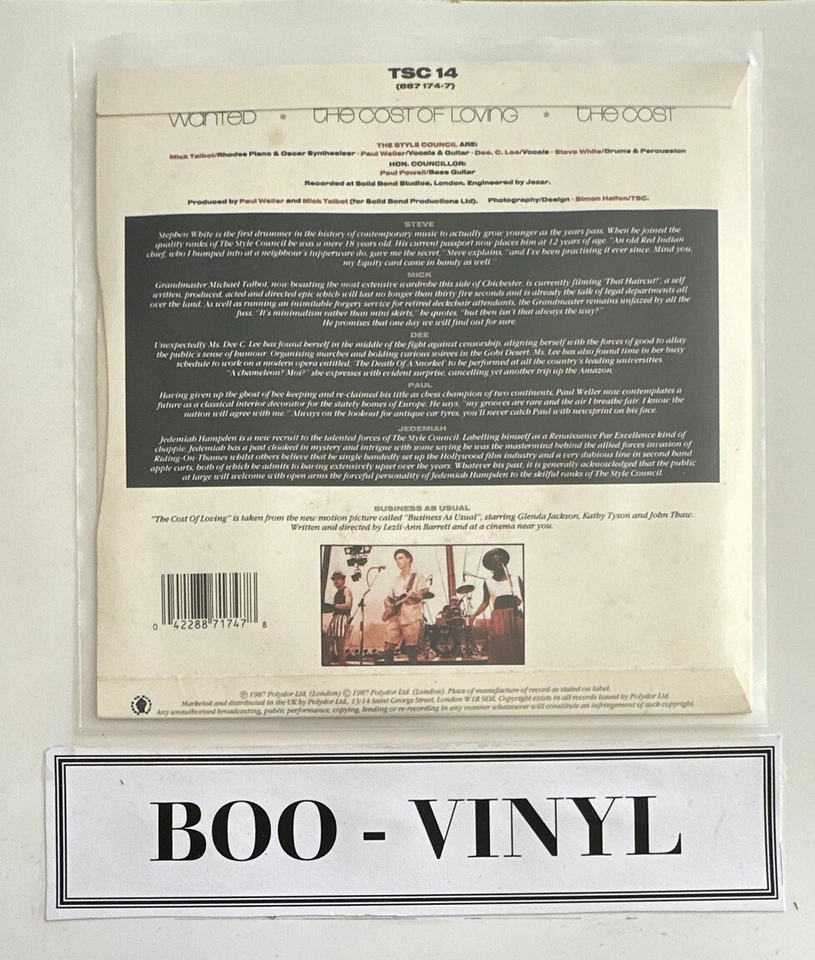 TSC 14
(887 174-7)
wanted * the cost of loving * the cost
THE STYLE COUNCIL ARE:
Mick Talbot/Rhodes Piano & Oscar Synthesiser · Paul Weller/Vocals & Guitar · Dee. C. Lee/Vocals · Steve White/Drums & Percussion
HON. COUNCILLOR:
Paul Powell/Bass Guitar
Recorded at Solid Bond Studios, London. Engineered by Jezar.
Produced by Paul Weller and Mick Talbot (for Solid Bond Productions Ltd). Photography/Design · Simon Halfon/TSC.
STEVE
Stephen White is the first drummer in the history of contemporary music to actually grow younger as the years pass. When he joined the
quality ranks of The Style Council he was a mere 18 years old. His current passport now places him at 12 years of age. "An old Red Indian
chief, who I bumped into at a neighbour's tupperware do, gave me the secret," Steve explains, "and I've been practising it ever since. Mind you,
my Equity card came in handy as well."
MICK
Grandmaster Michael Talbot, now boasting the most extensive wardrobe this side of Chichester, is currently filming 'That Haircut!', a self
written, produced, acted and directed epic which will last no longer than thirty five seconds and is already the talk of legal departments all
over the land. As well as running an inimitable forgery service for retired deckchair attendants, the Grandmaster remains unfazed by all the
fuss. "It's minimalism rather than mini skirts," he quotes, "but then isn't that always the way?"
He promises that one day we will find out for sure.
DEE
Unexpectedly Ms. Dee C. Lee has found herself in the middle of the fight against censorship, aligning herself with the forces of good to allay
the public's sense of humour. Organising marches and holding various soirees in the Gobi Desert, Ms. Lee has also found time in her busy
schedule to work on a modern opera entitled, 'The Death Of A Snorkel' to be performed at all the country's leading universities.
"A chameleon? Moi?" she expresses with evident surprise, cancelling yet another trip up the Amazon.
PAUL
Having given up the ghost of bee keeping and re-claimed his title as chess champion of two continents, Paul Weller now contemplates a
future as a classical interior decorator for the stately homes of Europe. He says, "my grooves are rare and the air I breathe fair. I know the
nation will agree with me." Always on the lookout for antique car tyres, you'll never catch Paul with newsprint on his face.
JEDEMIAH
Jedemiah Hampden is a new recruit to the talented forces of The Style Council. Labelling himself as a Renaissance Par Excellence kind of
chappie, Jedemiah has a past cloaked in mystery and intrigue with some saying he was the mastermind behind the allied forces invasion of
Riding-On-Thames whilst others believe that he single handedly set up the Hollywood film industry and a very dubious line in second hand
apple carts, both of which he admits to having extensively upset over the years. Whatever his past, it is generally acknowledged that the public
at large will welcome with open arms the forceful personality of Jedemiah Hampden to the skilful ranks of The Style Council.
BUSINESS AS USUAL
"The Cost Of Loving" is taken from the new motion picture called "Business As Usual", starring Glenda Jackson, Kathy Tyson and John Thaw.
Written and directed by Lezli-Ann Barrett and at a cinema near you.
0 42288 71747 8
℗ 1987 Polydor Ltd. (London) © 1987 Polydor Ltd. (London). Place of manufacture of record as stated on label.
Marketed and distributed in the UK by Polydor Ltd., 13/14 Saint George Street, London W1R 9DE. Copyright exists in all records issued by Polydor Ltd.
Any unauthorised broadcasting, public performance, copying, lending or re-recording in any manner whatsoever will constitute an infringement of such copyright.
BOO - VINYL